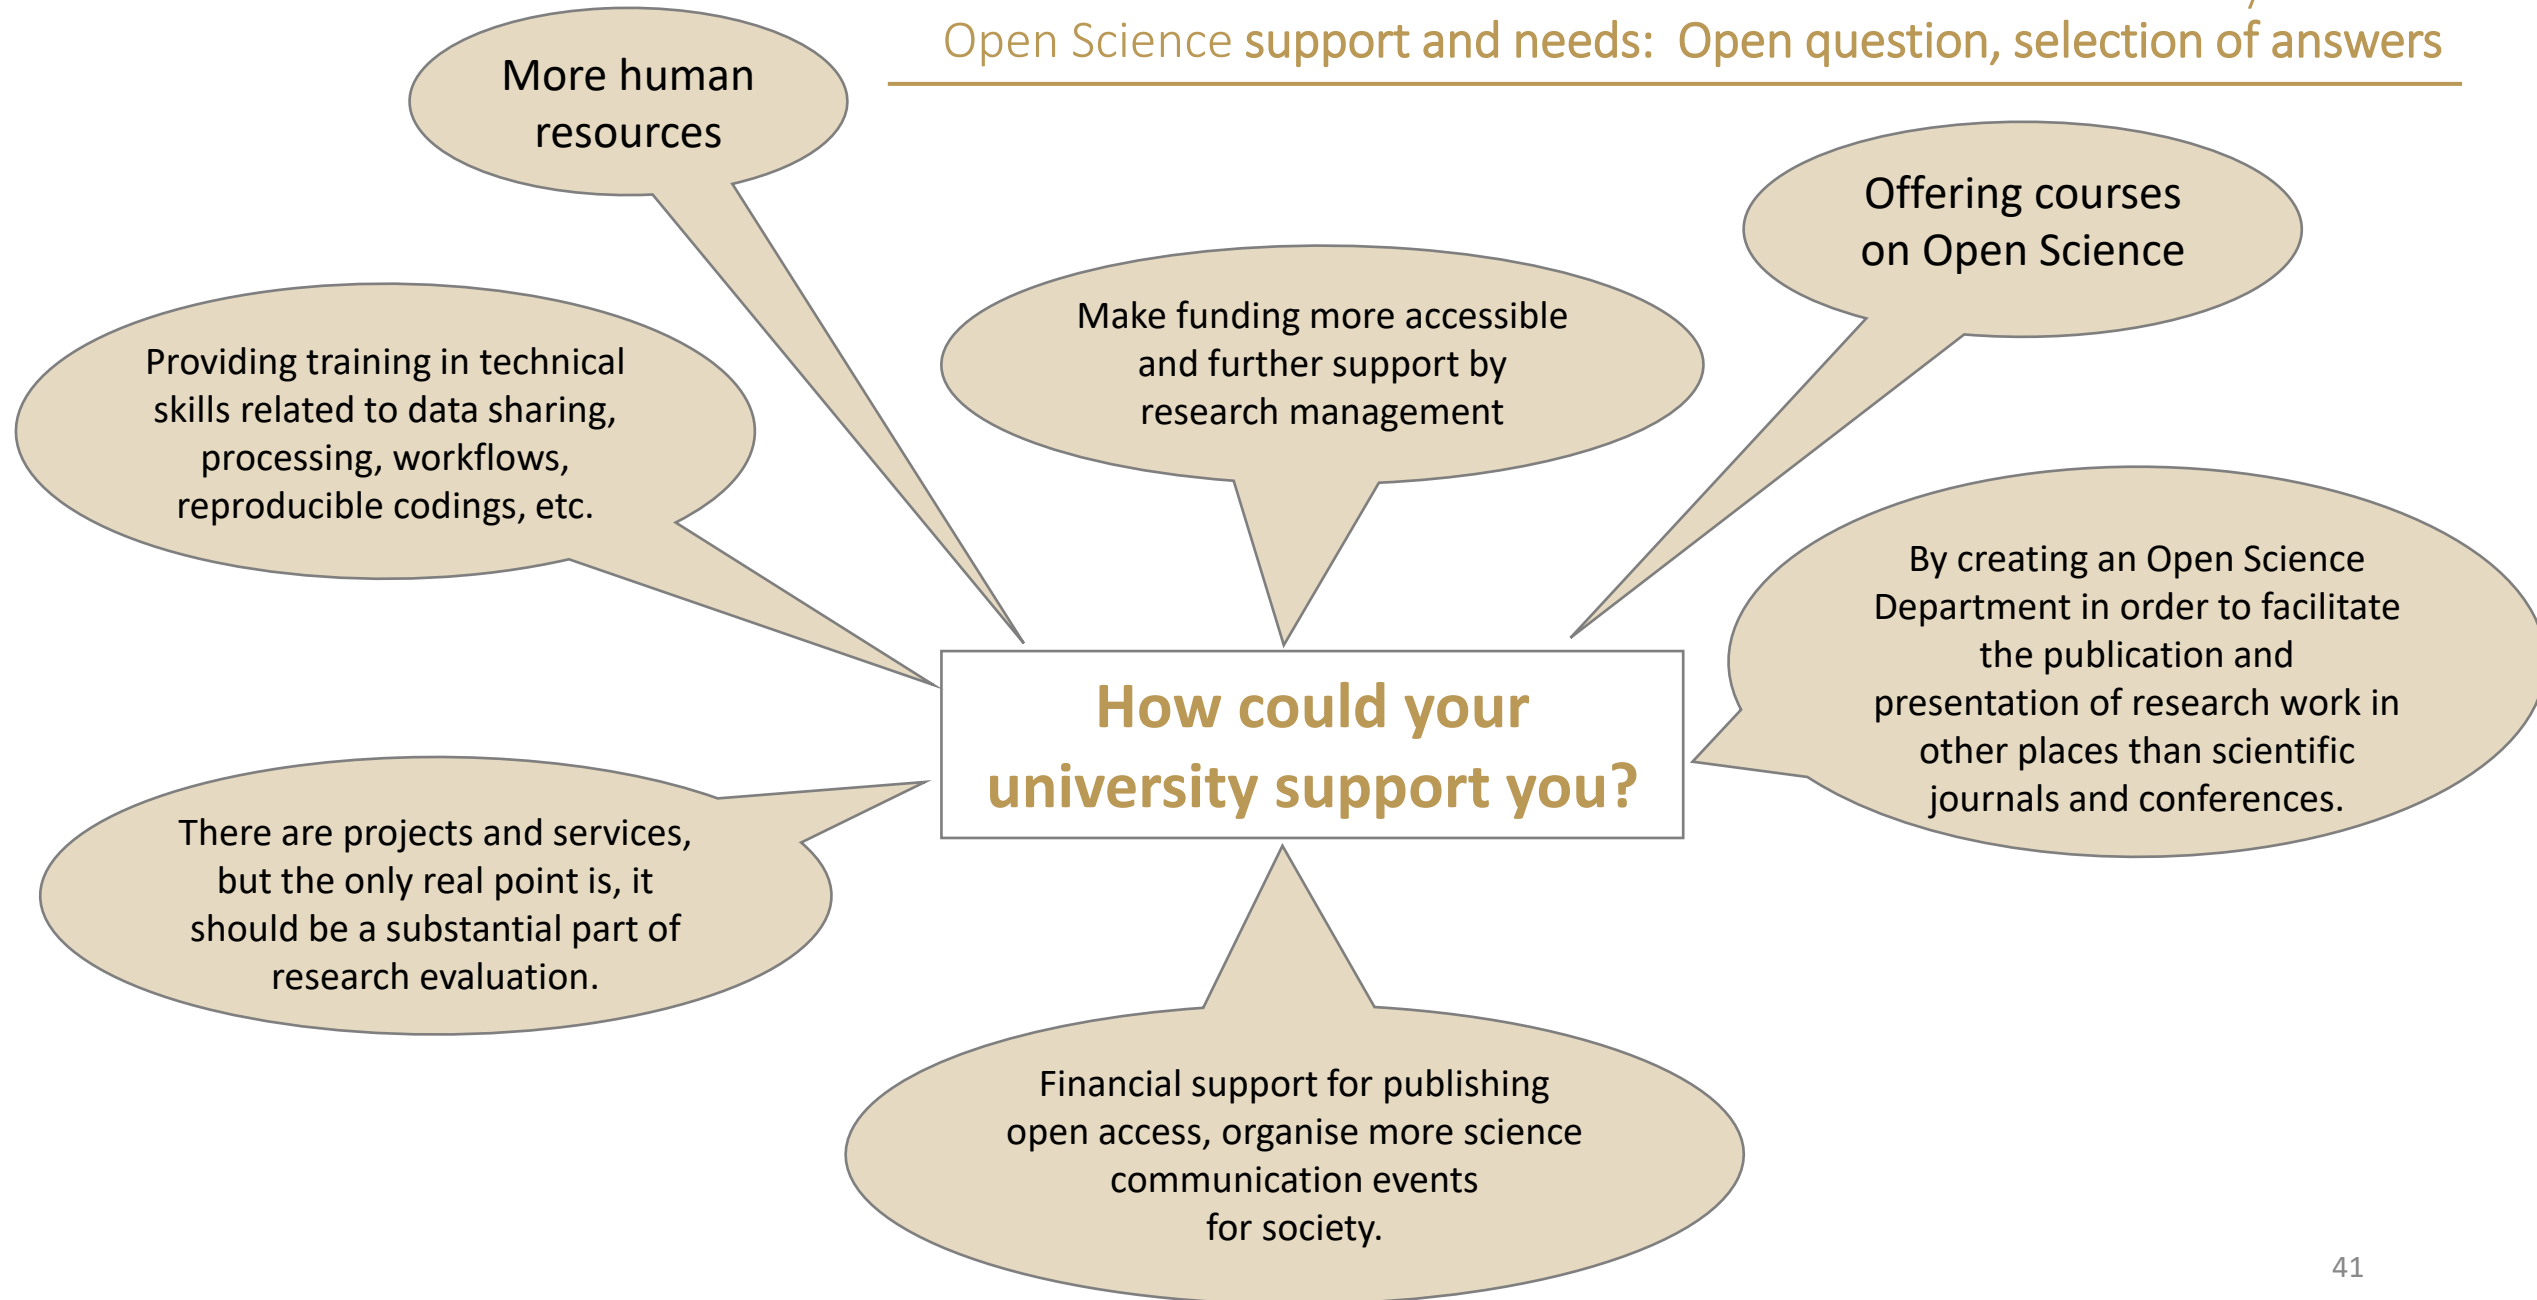 Open Science support and needs: Open question, selection of answers
More human
resources
Offering courses
on Open Science
Make funding more accessible
and further support by
research management
Providing training in technical
skills related to data sharing,
processing, workflows,
reproducible codings, etc.
By creating an Open Science
Department in order to facilitate
the publication and
presentation of research work in
other places than scientific
journals and conferences.
How could your
university support you?
There are projects and services,
but the only real point is, it
should be a substantial part of
research evaluation.
Financial support for publishing
open access, organise more science
communication events
for society.
41